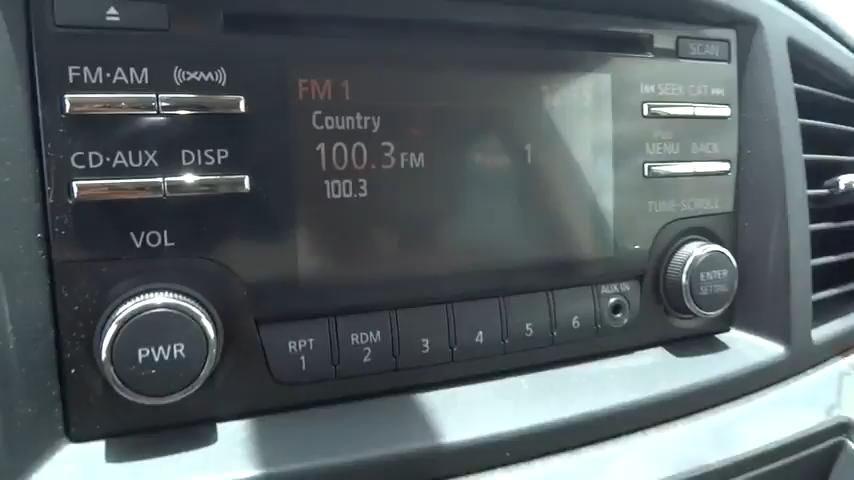 SCAN
FM·AM
((XM))
SEEK CAT
FM 1
Country
100.3 FM
1
100.3
CD·AUX
DISP
MENU
BACK
TUNE·SCROLL
VOL
PWR
ENTER
SETTING
RPT
1
RDM
2
3
4
5
6
AUX IN